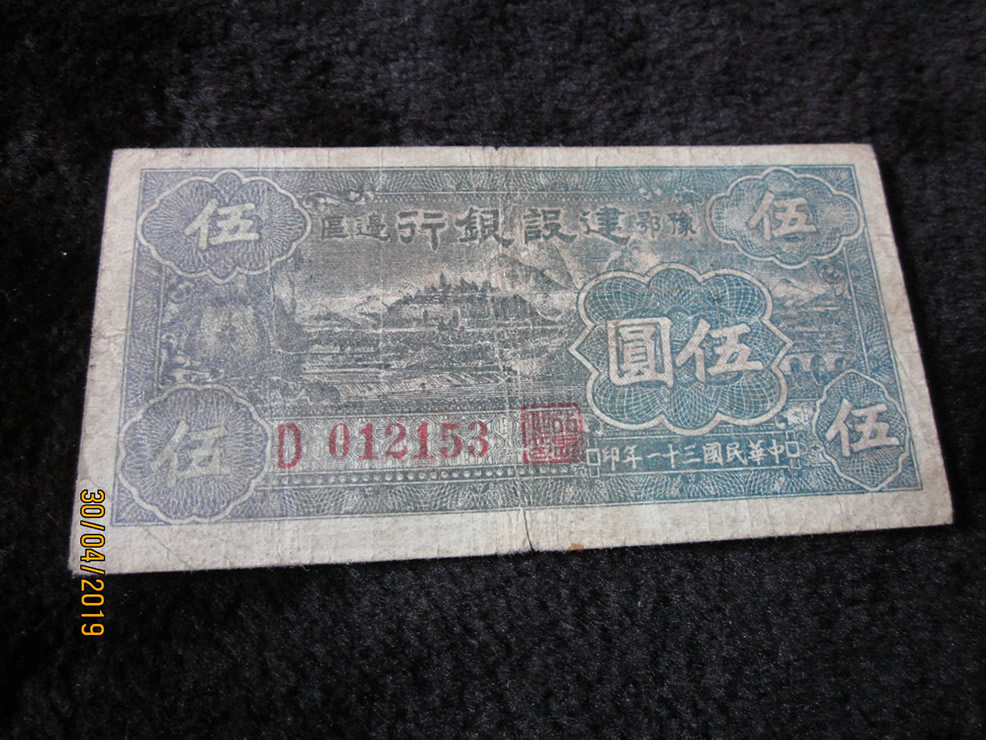 伍
豫鄂邊區
建設銀行
伍
伍圓
伍
D 012153
中華民國三十一年印
伍
30/04/2019